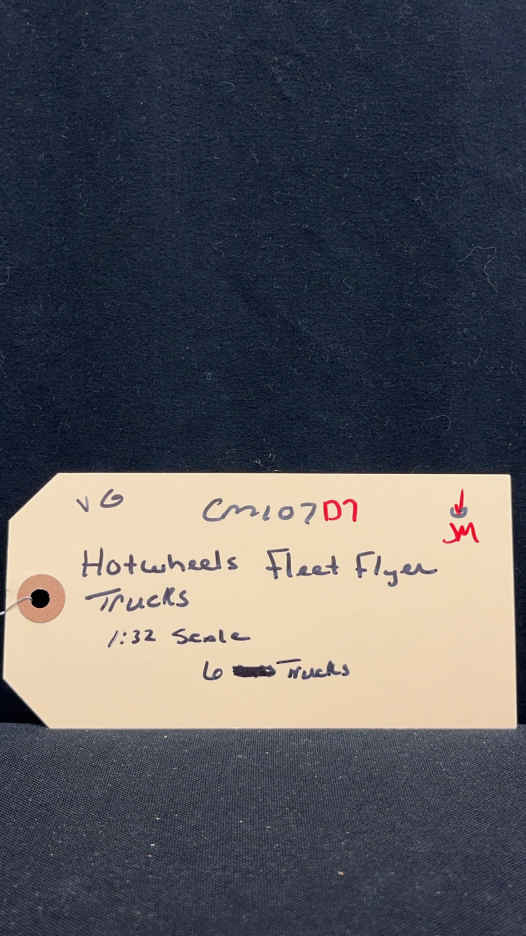 VG
CM107D7
JM
Hotwheels Fleet Flyer
Trucks
1:32 Scale
6 Trucks